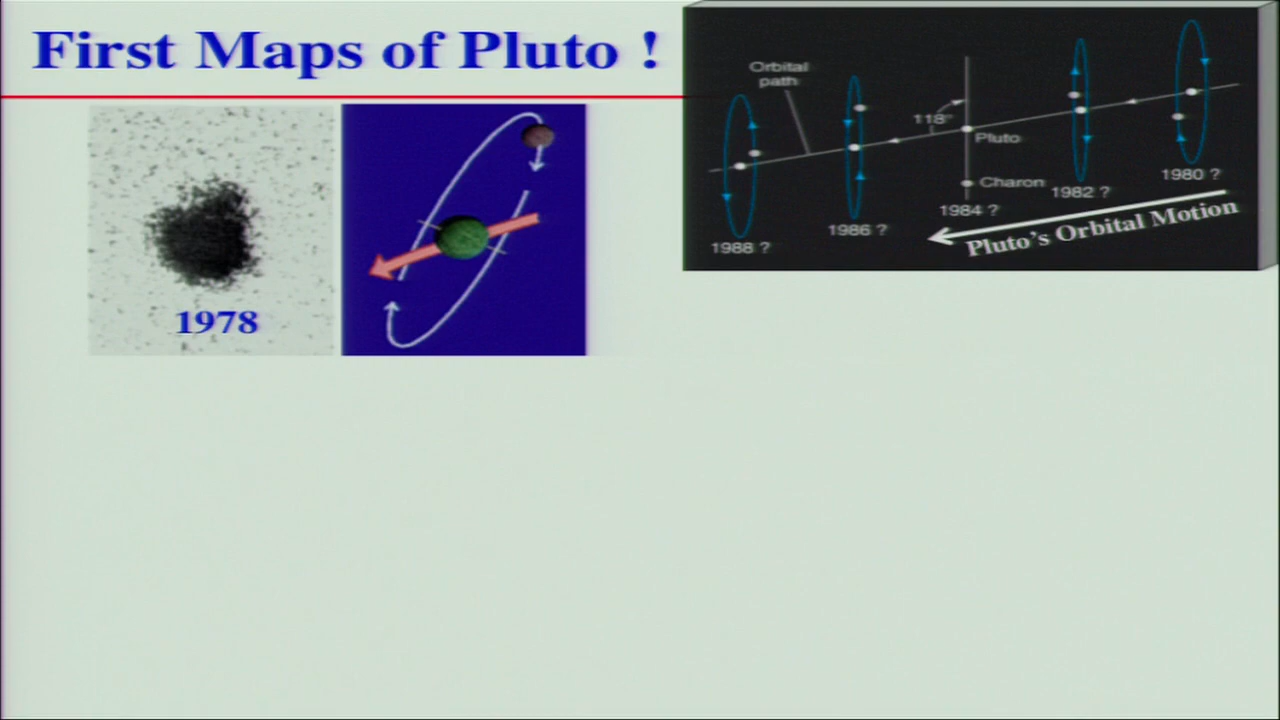 First Maps of Pluto !
1978
Orbital
path
118°
Pluto
Charon
1980 ?
1982 ?
1984 ?
1986 ?
1988 ?
Pluto's Orbital Motion